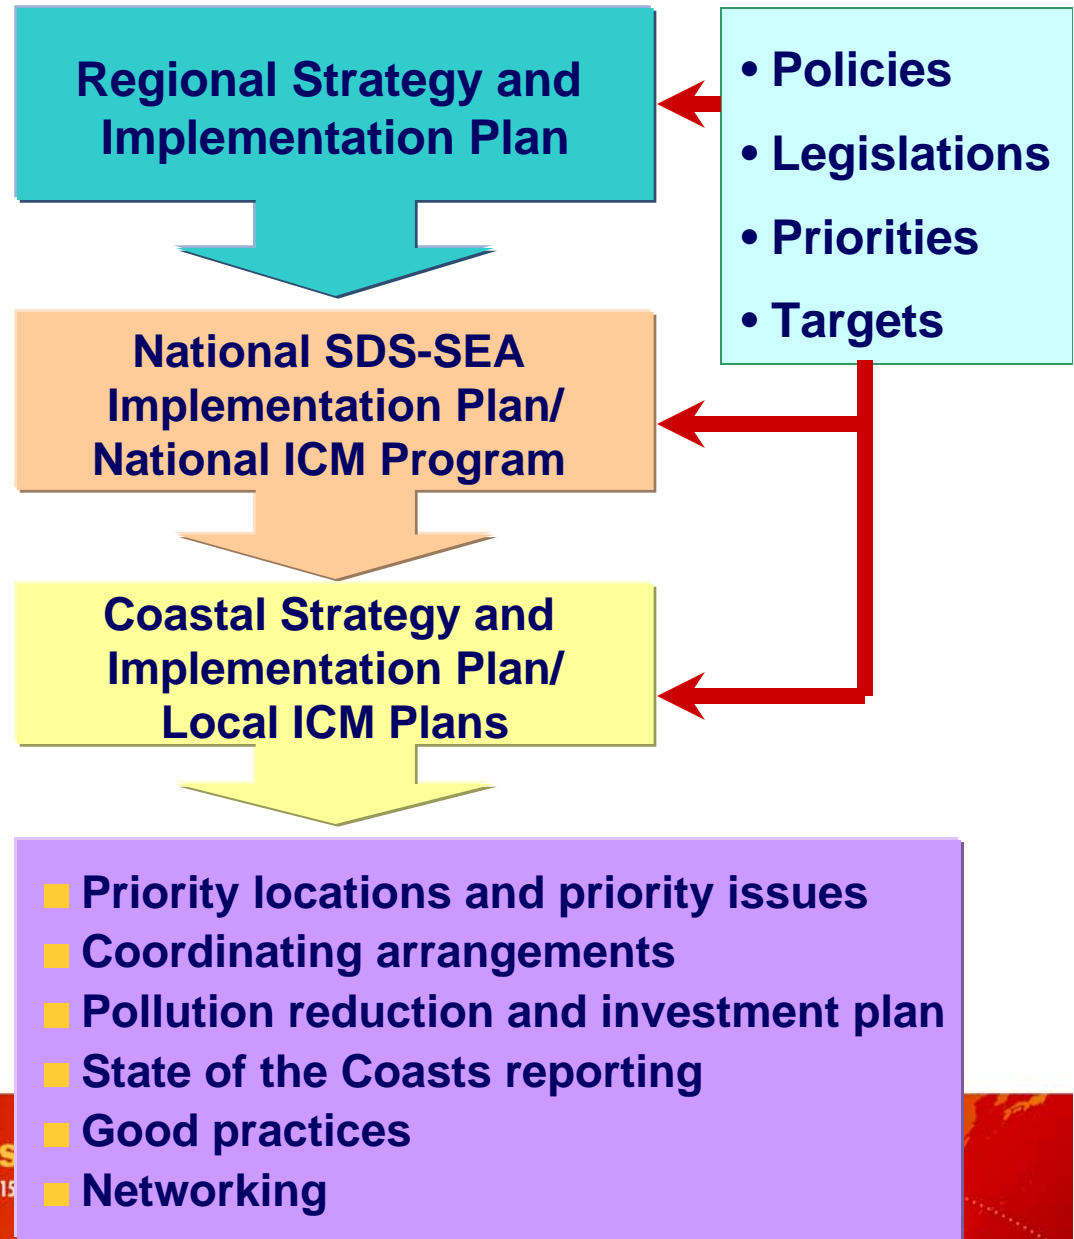 Regional Strategy and
Implementation Plan
• Policies
• Legislations
• Priorities
• Targets
National SDS-SEA
Implementation Plan/
National ICM Program
Coastal Strategy and
Implementation Plan/
Local ICM Plans
Priority locations and priority issues
Coordinating arrangements
Pollution reduction and investment plan
State of the Coasts reporting
Good practices
Networking